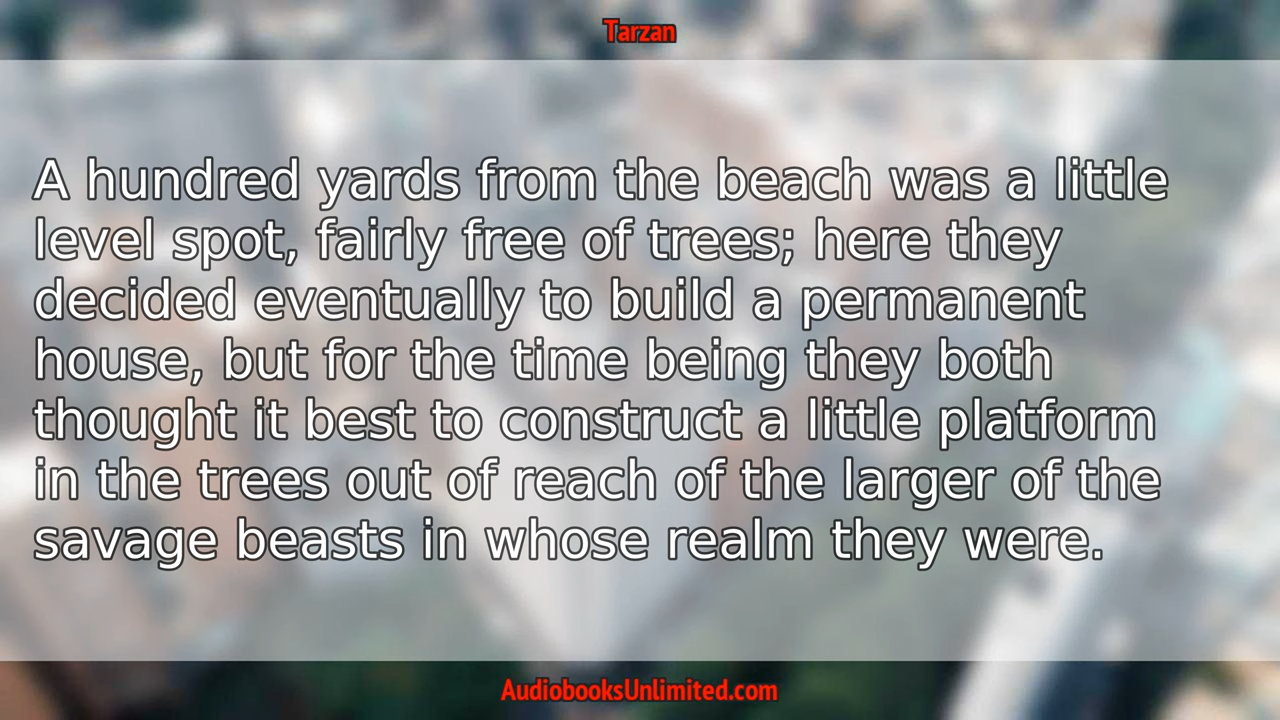 Tarzan
A hundred yards from the beach was a little
level spot, fairly free of trees; here they
decided eventually to build a permanent
house, but for the time being they both
thought it best to construct a little platform
in the trees out of reach of the larger of the
savage beasts in whose realm they were.
AudiobooksUnlimited.com